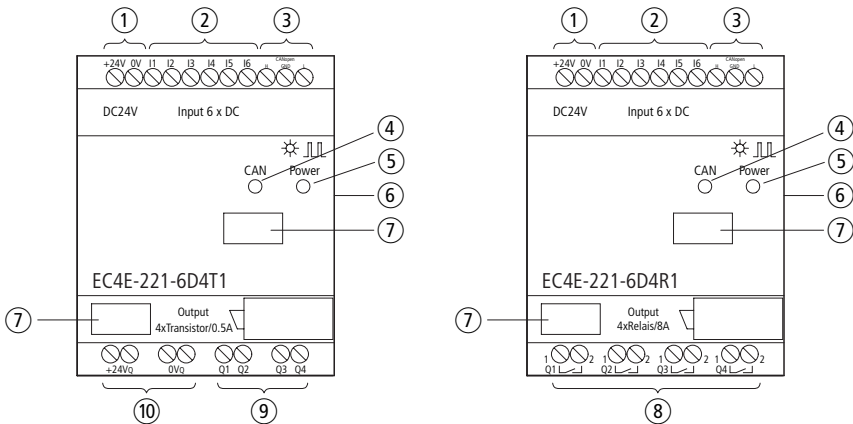 1 2 3
+24V 0V I1 I2 I3 I4 I5 I6 H CANopen GND L
DC24V Input 6 x DC
4
CAN Power 5
6
7
EC4E-221-6D4T1
7 Output
4xTransistor/0.5A
+24VQ 0VQ Q1 Q2 Q3 Q4
10 9
1 2 3
+24V 0V I1 I2 I3 I4 I5 I6 H CANopen GND L
DC24V Input 6 x DC
4
CAN Power 5
6
7
EC4E-221-6D4R1
7 Output
4xRelais/8A
1 2 1 2 1 2 1 2
Q1 Q2 Q3 Q4
8